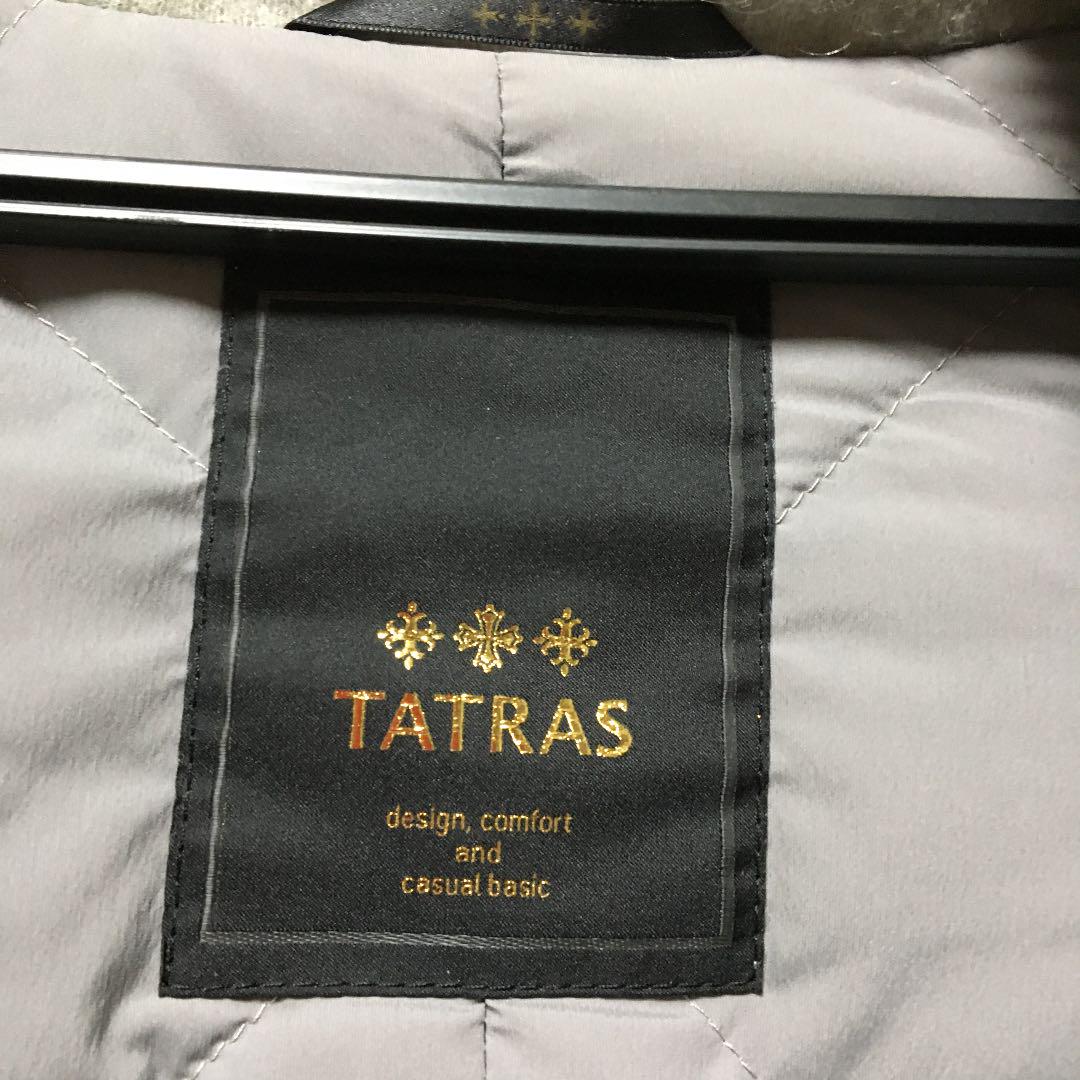 TATRAS
design, comfort
and
casual basic